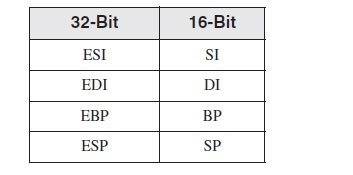 32-Bit 16-Bit
ESI SI
EDI DI
EBP BP
ESP SP